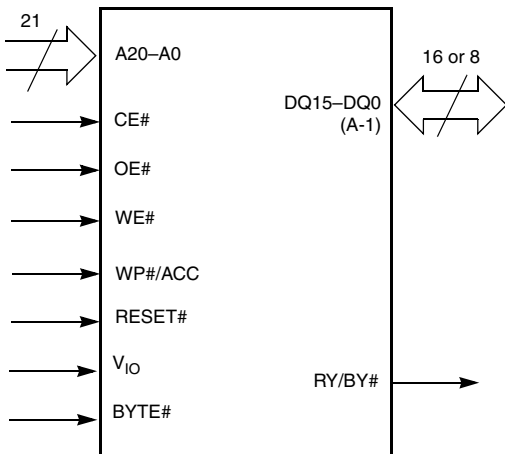 21
A20–A0
16 or 8
DQ15–DQ0
(A-1)
CE#
OE#
WE#
WP#/ACC
RESET#
VIO
RY/BY#
BYTE#